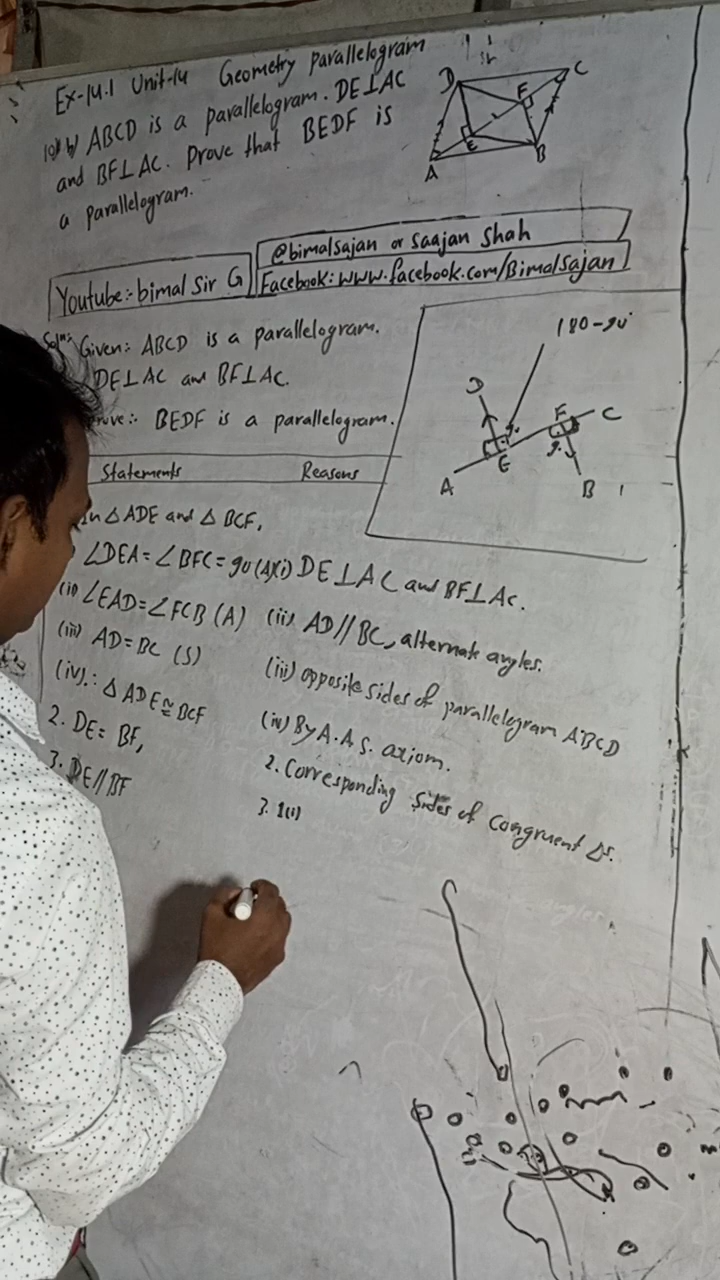 Ex-14.1 Unit-14 Geometry parallelogram
10) b) ABCD is a parallelogram. DE⊥AC
and BF⊥AC. Prove that BEDF is
a parallelogram.
D C
F
E
A B
Youtube:- bimal Sir G
@bimalsajan or Saajan Shah
Facebook: www.facebook.com/BimalSajan
Soln: Given: ABCD is a parallelogram.
DE⊥AC and BF⊥AC.
rove:- BEDF is a parallelogram.
180-90°
D
F C
E
A B
Statements Reasons
In △ ADE and △ BCF,
∠DEA = ∠BFC = 90 (A) (i) DE⊥AC and BF⊥AC.
(ii) ∠EAD = ∠FCB (A) (ii) AD//BC, alternate angles.
(iii) AD = BC (S) (iii) opposite sides of parallelogram ABCD
(iv) ∴ △ ADE ≅ BCF (iv) By A.A.S. axiom.
2. DE = BF, 2. Corresponding Sides of Congruent △s.
3. DE//BF 3. 1(i)